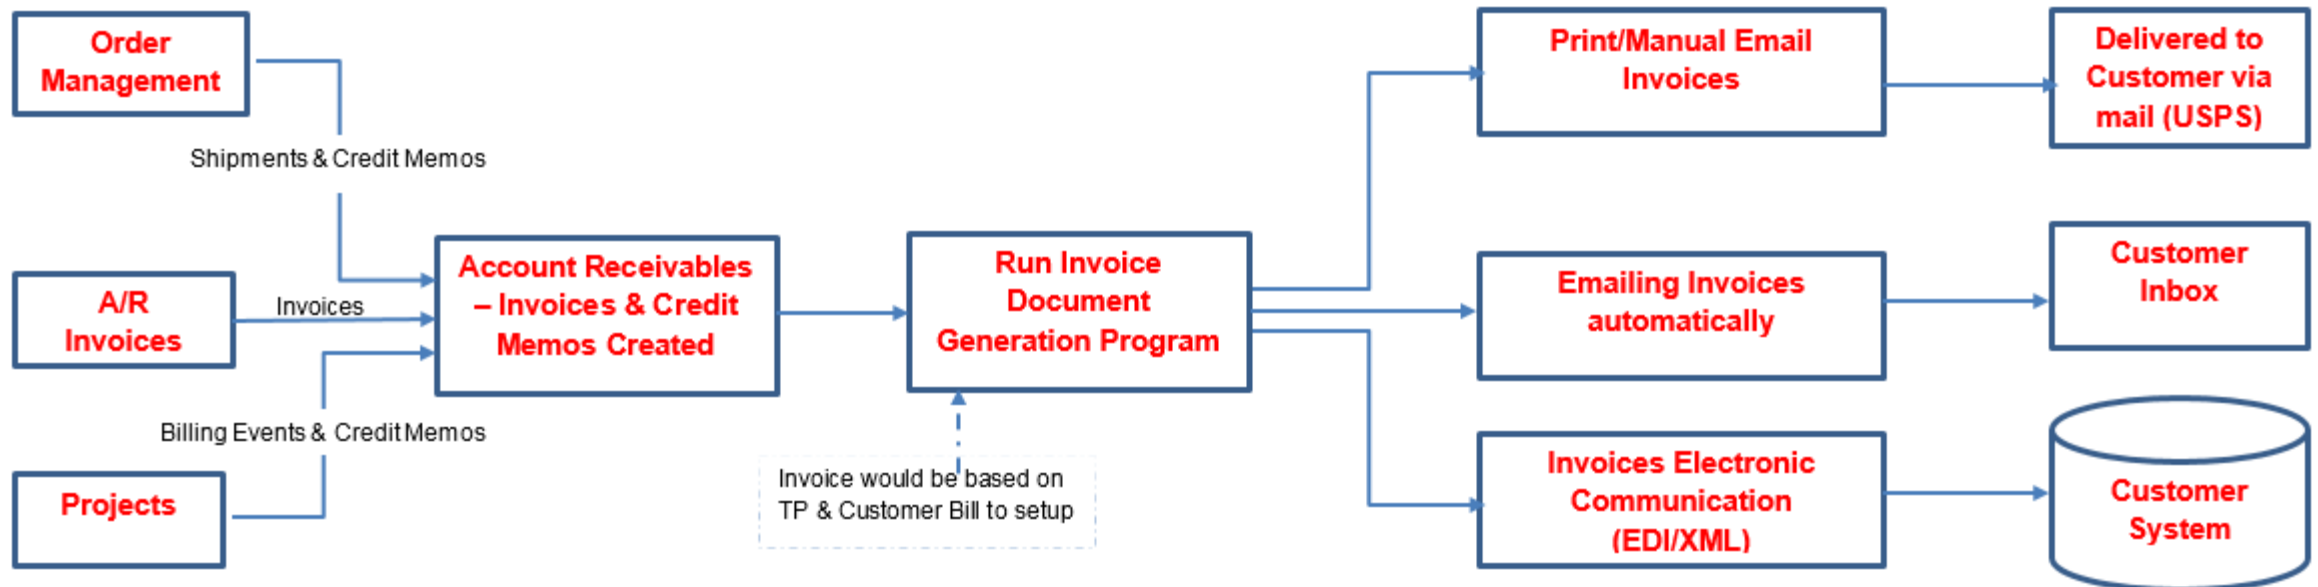 Order
Management
Shipments & Credit Memos
A/R
Invoices
Invoices
Billing Events & Credit Memos
Projects
Account Receivables
– Invoices & Credit
Memos Created
Run Invoice
Document
Generation Program
Invoice would be based on
TP & Customer Bill to setup
Print/Manual Email
Invoices
Delivered to
Customer via
mail (USPS)
Emailing Invoices
automatically
Customer
Inbox
Invoices Electronic
Communication
(EDI/XML)
Customer
System